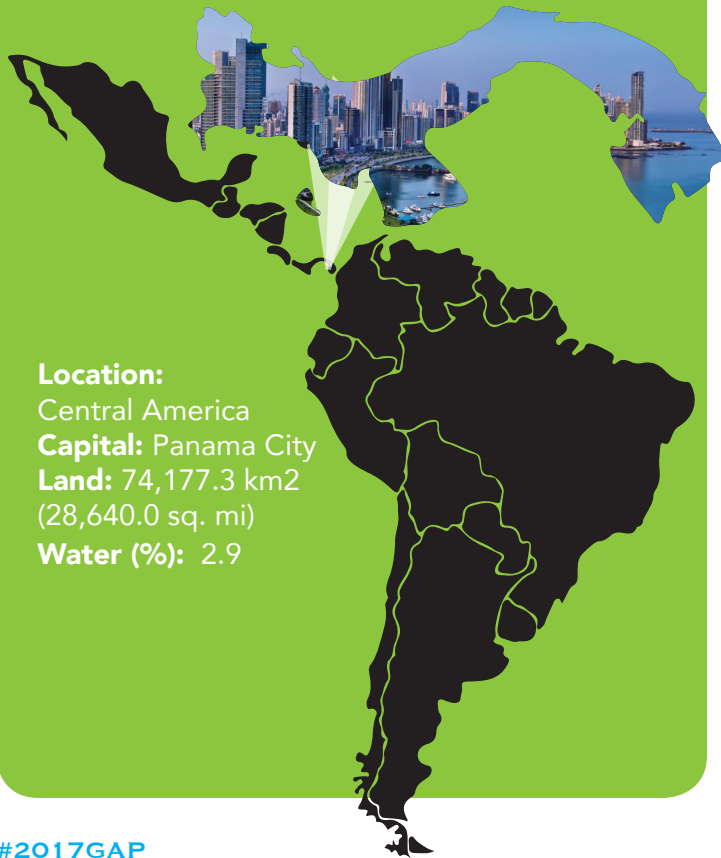 Location:
Central America
Capital: Panama City
Land: 74,177.3 km2
(28,640.0 sq. mi)
Water (%): 2.9
#2017GAP